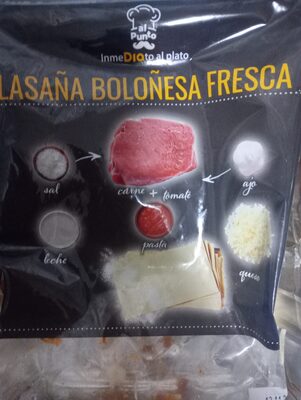 al
Punto
InmeDIOto al plato
LASAÑA BOLOÑESA FRESCA
sal
carne + tomate
ajo
leche
pasta
queso